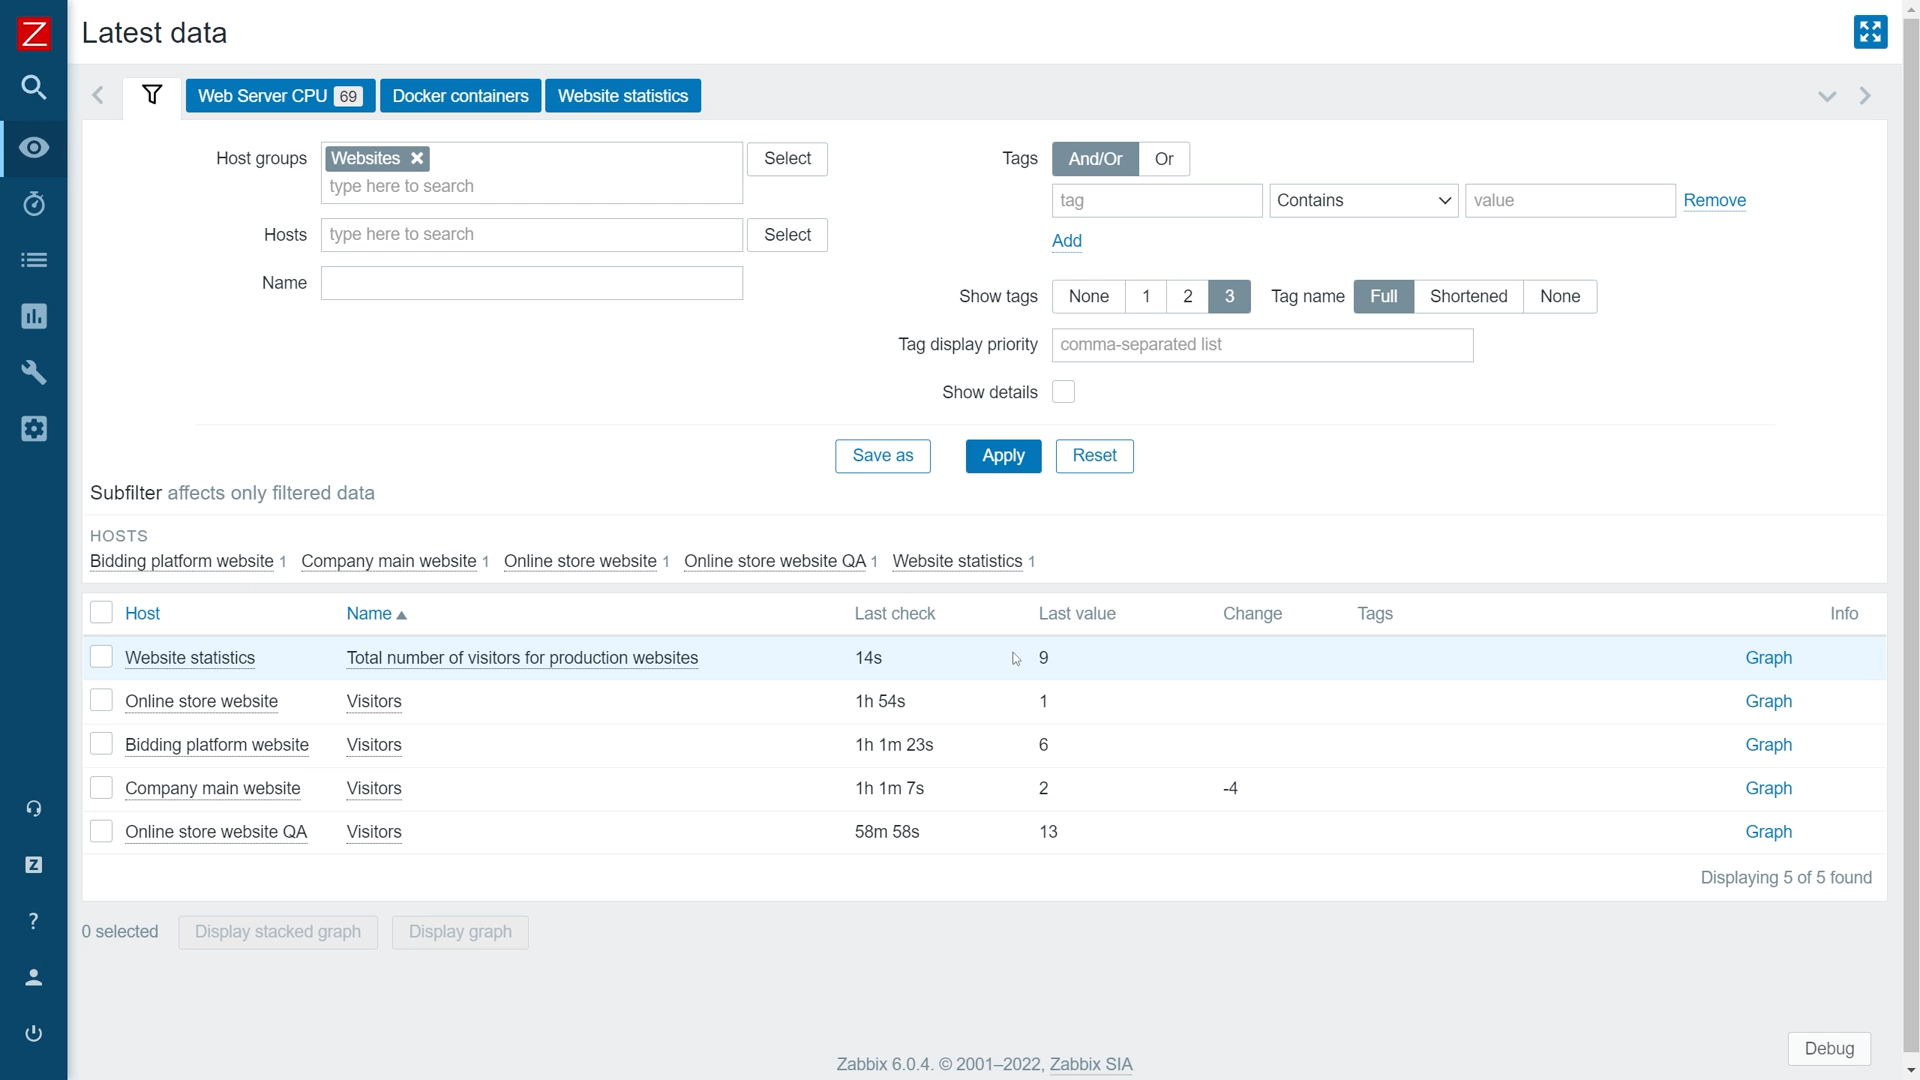 Z
Latest data
Web Server CPU 69 Docker containers Website statistics
Host groups Websites type here to search Select
Hosts type here to search Select
Name
Tags And/Or Or
tag Contains value Remove
Add
Show tags None 1 2 3 Tag name Full Shortened None
Tag display priority comma-separated list
Show details
Save as Apply Reset
Subfilter affects only filtered data
HOSTS
Bidding platform website 1 Company main website 1 Online store website 1 Online store website QA 1 Website statistics 1
Host Name Last check Last value Change Tags Info
Website statistics Total number of visitors for production websites 14s 9 Graph
Online store website Visitors 1h 54s 1 Graph
Bidding platform website Visitors 1h 1m 23s 6 Graph
Company main website Visitors 1h 1m 7s 2 -4 Graph
Online store website QA Visitors 58m 58s 13 Graph
Displaying 5 of 5 found
0 selected Display stacked graph Display graph
Z
?
Debug
Zabbix 6.0.4. © 2001–2022, Zabbix SIA